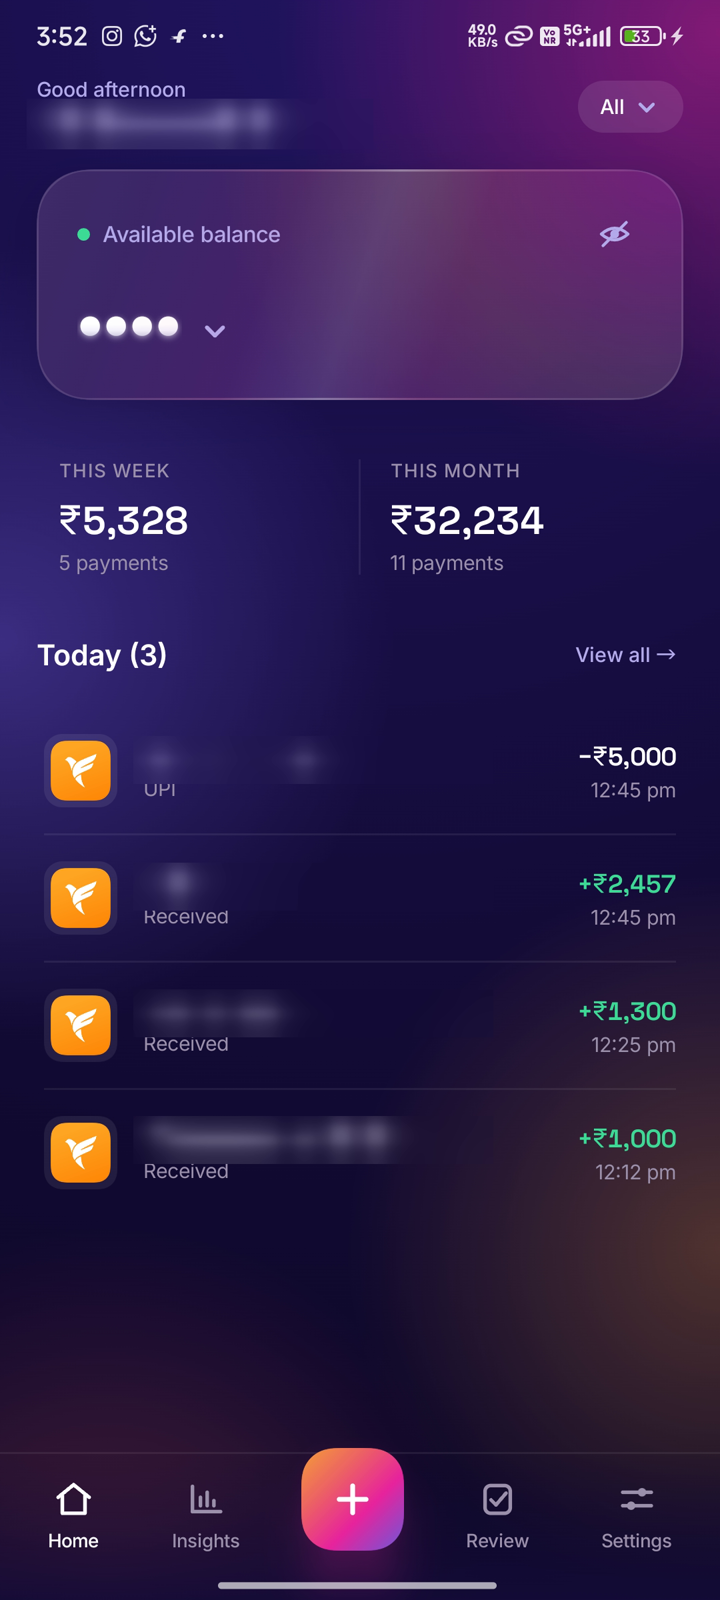 3:52
49.0 KB/s Vo NR 5G+ 33
Good afternoon
All
Available balance
THIS WEEK
THIS MONTH
₹5,328
₹32,234
5 payments
11 payments
Today (3)
View all →
-₹5,000
UPI
12:45 pm
+₹2,457
Received
12:45 pm
+₹1,300
Received
12:25 pm
+₹1,000
Received
12:12 pm
Home
Insights
Review
Settings